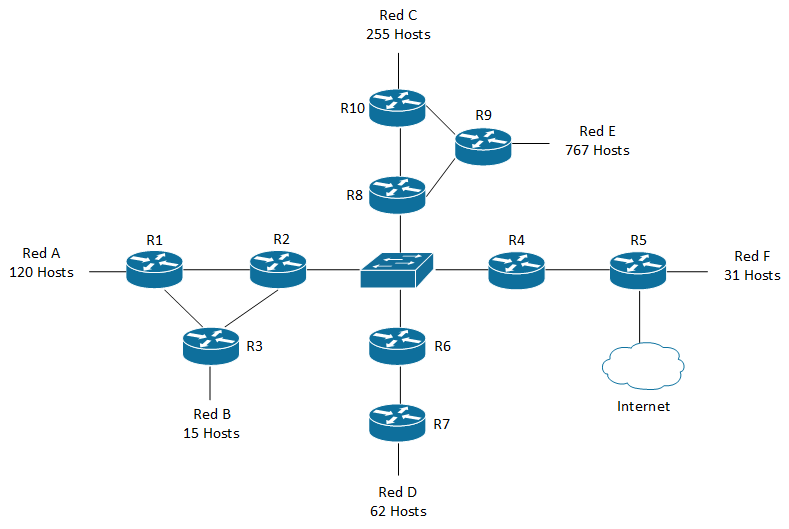 Red C
255 Hosts
R10
R9
Red E
767 Hosts
R8
Red A
120 Hosts
R1
R2
R4
R5
Red F
31 Hosts
R3
R6
Internet
Red B
15 Hosts
R7
Red D
62 Hosts